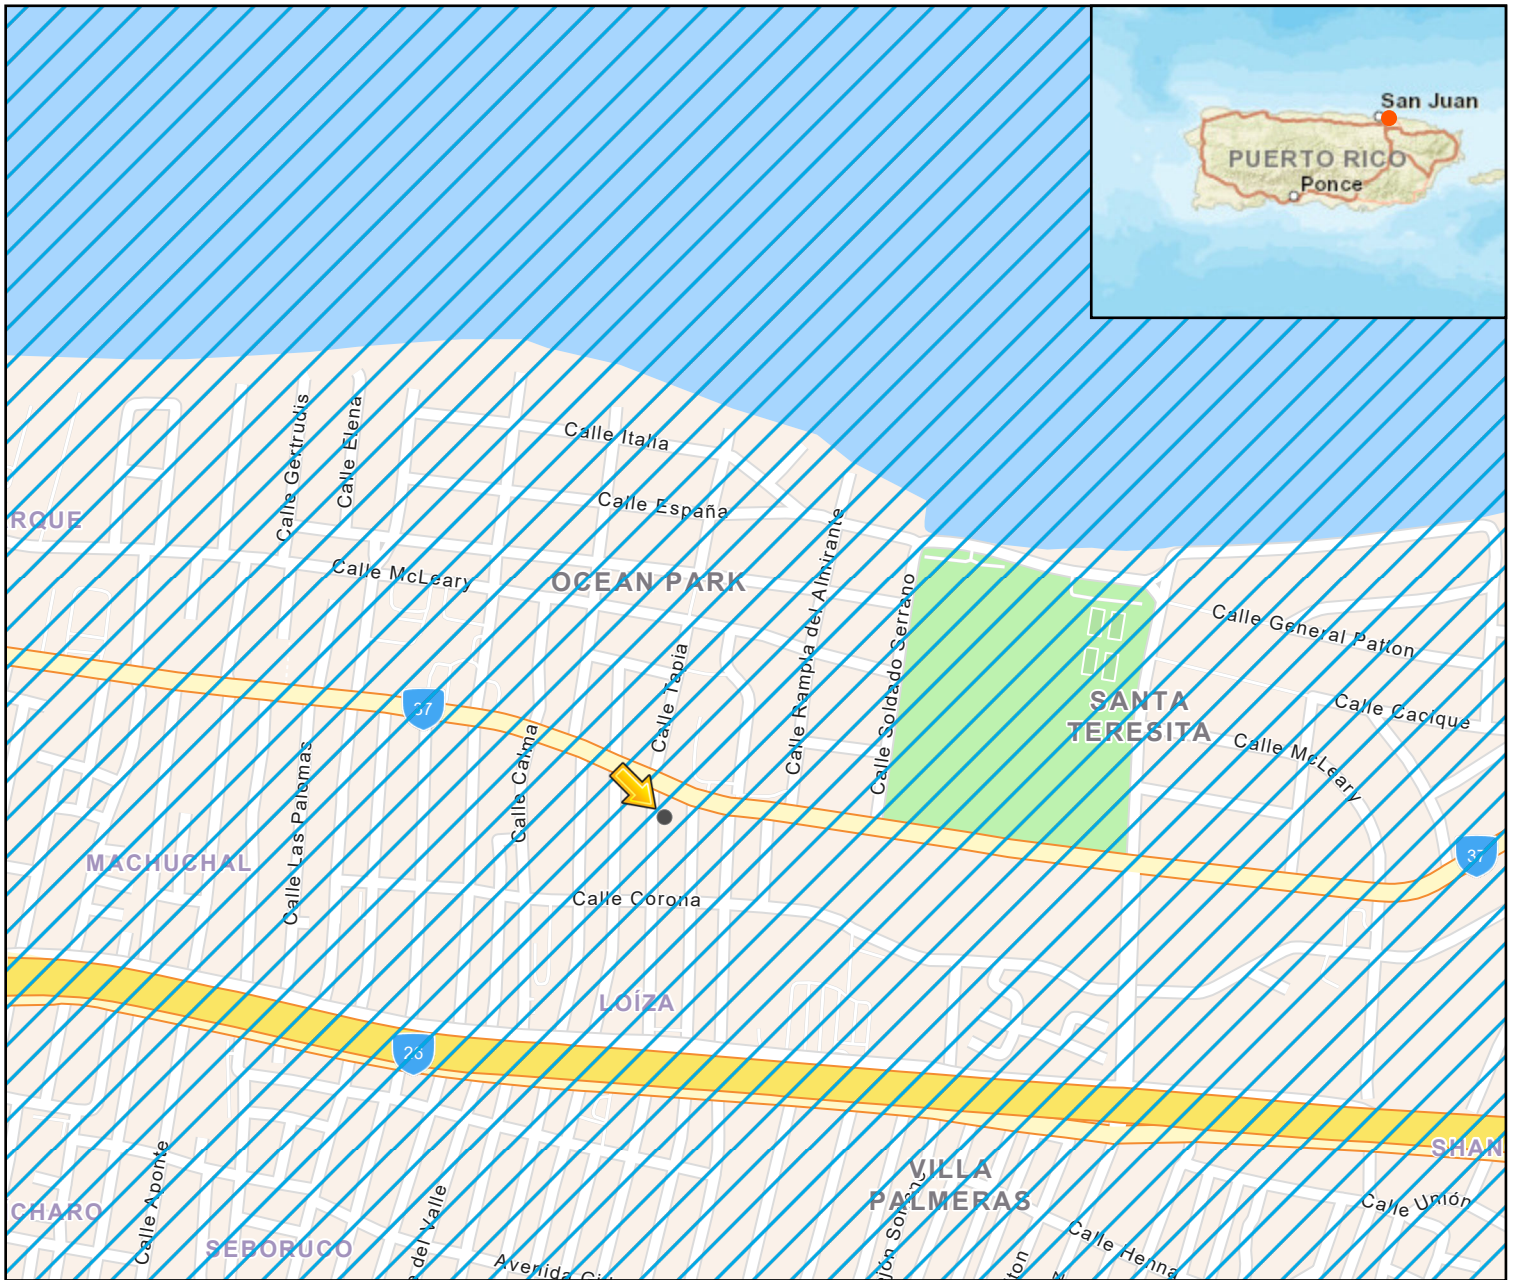 San Juan
PUERTO RICO
Ponce
Calle Gertrudis
Calle Elena
Calle Italia
Calle España
RQUE
Calle McLeary
OCEAN PARK
Calle Rampla del Almirante
Calle Soldado Serrano
Calle General Patton
Calle Tapia
SANTA
TERESITA
Calle Cacique
Calle McLeary
37
Calle Calma
Calle Las Palomas
37
MACHUCHAL
Calle Corona
LOÍZA
26
SHAN
VILLA
PALMERAS
Calle Aponte
Calle Unión
CHARO
SEBORUCO
del Valle
Calle Henna
Avenida